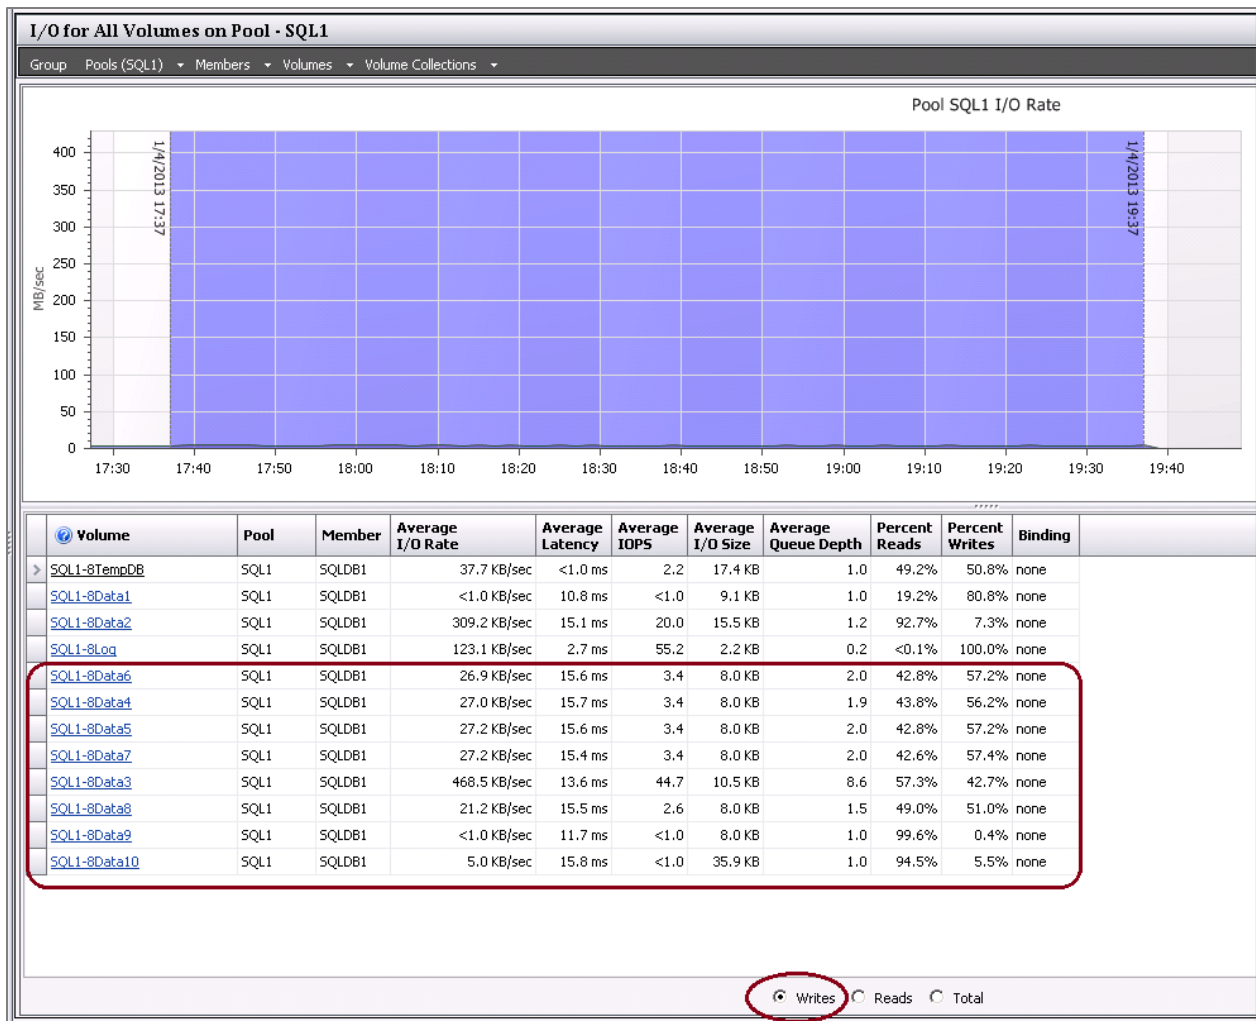 I/O for All Volumes on Pool - SQL1
Group Pools (SQL1) Members Volumes Volume Collections
Pool SQL1 I/O Rate
MB/sec
400
350
300
250
200
150
100
50
0
1/4/2013 17:37
1/4/2013 19:37
17:30 17:40 17:50 18:00 18:10 18:20 18:30 18:40 18:50 19:00 19:10 19:20 19:30 19:40
Volume Pool Member Average I/O Rate Average Latency Average IOPS Average I/O Size Average Queue Depth Percent Reads Percent Writes Binding
SQL1-8TempDB SQL1 SQLDB1 37.7 KB/sec <1.0 ms 2.2 17.4 KB 1.0 49.2% 50.8% none
SQL1-8Data1 SQL1 SQLDB1 <1.0 KB/sec 10.8 ms <1.0 9.1 KB 1.0 19.2% 80.8% none
SQL1-8Data2 SQL1 SQLDB1 309.2 KB/sec 15.1 ms 20.0 15.5 KB 1.2 92.7% 7.3% none
SQL1-8Log SQL1 SQLDB1 123.1 KB/sec 2.7 ms 55.2 2.2 KB 0.2 <0.1% 100.0% none
SQL1-8Data6 SQL1 SQLDB1 26.9 KB/sec 15.6 ms 3.4 8.0 KB 2.0 42.8% 57.2% none
SQL1-8Data4 SQL1 SQLDB1 27.0 KB/sec 15.7 ms 3.4 8.0 KB 1.9 43.8% 56.2% none
SQL1-8Data5 SQL1 SQLDB1 27.2 KB/sec 15.6 ms 3.4 8.0 KB 2.0 42.8% 57.2% none
SQL1-8Data7 SQL1 SQLDB1 27.2 KB/sec 15.4 ms 3.4 8.0 KB 2.0 42.6% 57.4% none
SQL1-8Data3 SQL1 SQLDB1 468.5 KB/sec 13.6 ms 44.7 10.5 KB 8.6 57.3% 42.7% none
SQL1-8Data8 SQL1 SQLDB1 21.2 KB/sec 15.5 ms 2.6 8.0 KB 1.5 49.0% 51.0% none
SQL1-8Data9 SQL1 SQLDB1 <1.0 KB/sec 11.7 ms <1.0 8.0 KB 1.0 99.6% 0.4% none
SQL1-8Data10 SQL1 SQLDB1 5.0 KB/sec 15.8 ms <1.0 35.9 KB 1.0 94.5% 5.5% none
Writes Reads Total